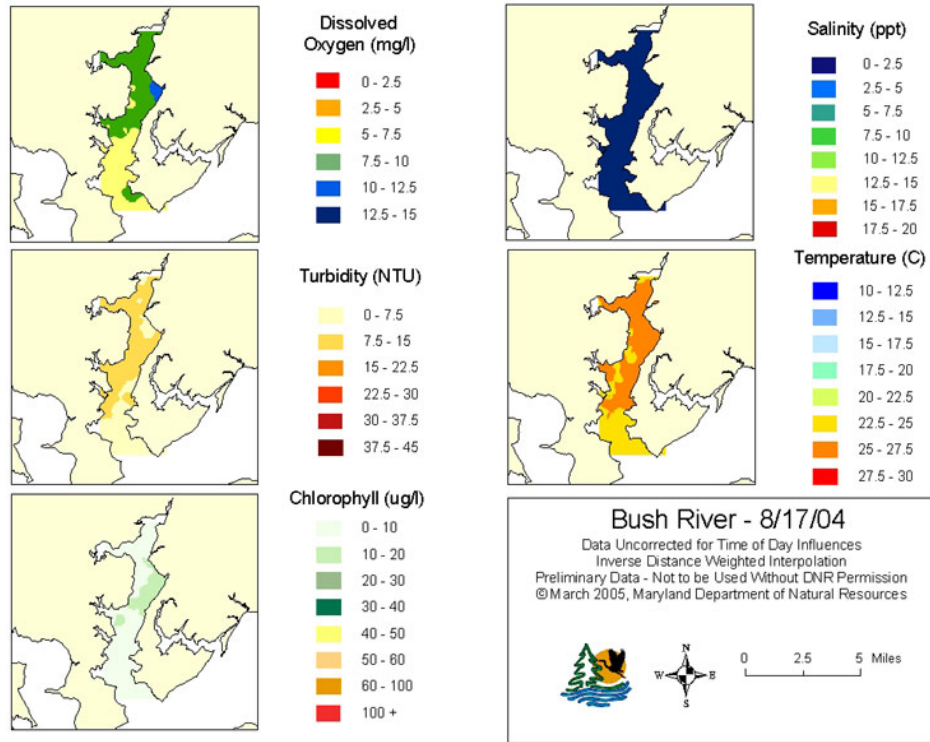 Dissolved
Oxygen (mg/l)
0 - 2.5
2.5 - 5
5 - 7.5
7.5 - 10
10 - 12.5
12.5 - 15
Salinity (ppt)
0 - 2.5
2.5 - 5
5 - 7.5
7.5 - 10
10 - 12.5
12.5 - 15
15 - 17.5
17.5 - 20
Turbidity (NTU)
0 - 7.5
7.5 - 15
15 - 22.5
22.5 - 30
30 - 37.5
37.5 - 45
Temperature (C)
10 - 12.5
12.5 - 15
15 - 17.5
17.5 - 20
20 - 22.5
22.5 - 25
25 - 27.5
27.5 - 30
Chlorophyll (ug/l)
0 - 10
10 - 20
20 - 30
30 - 40
40 - 50
50 - 60
60 - 100
100 +
Bush River - 8/17/04
Data Uncorrected for Time of Day Influences
Inverse Distance Weighted Interpolation
Preliminary Data - Not to be Used Without DNR Permission
©March 2005, Maryland Department of Natural Resources
N
W E
S
0 2.5 5 Miles